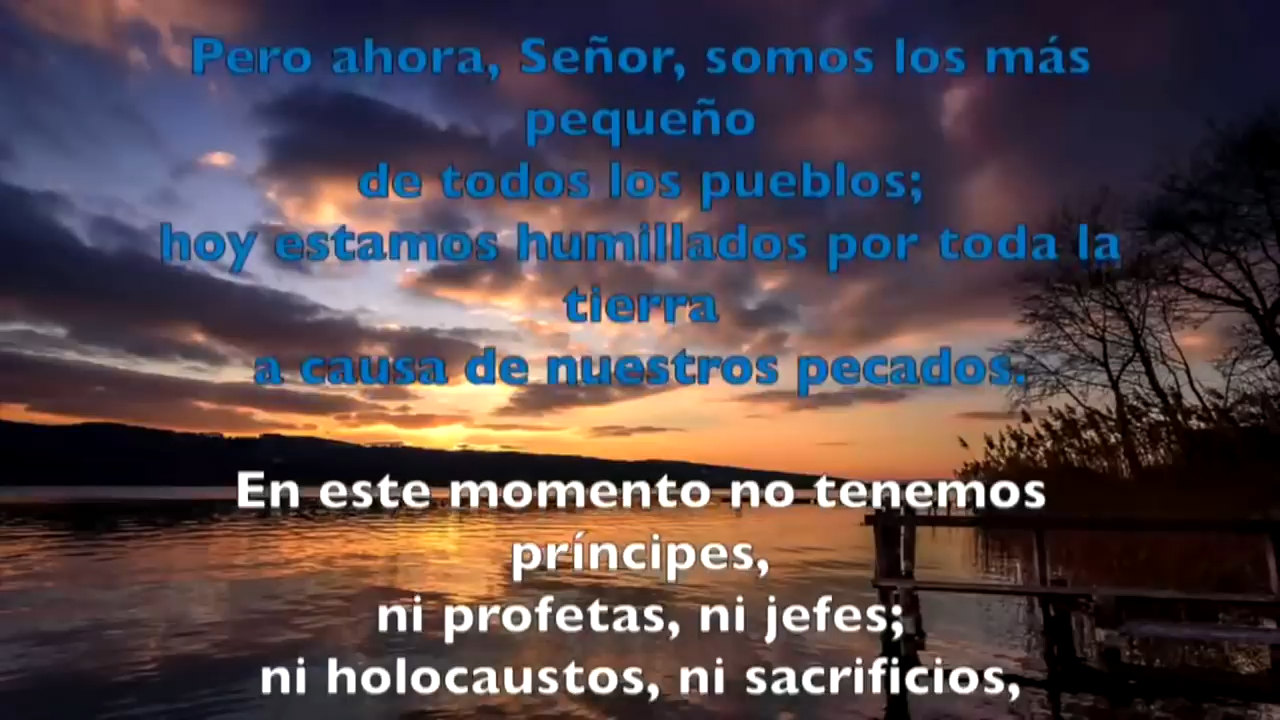 Pero ahora, Señor, somos los más
pequeño
de todos los pueblos;
hoy estamos humillados por toda la
tierra
a causa de nuestros pecados.
En este momento no tenemos
príncipes,
ni profetas, ni jefes;
ni holocaustos, ni sacrificios,